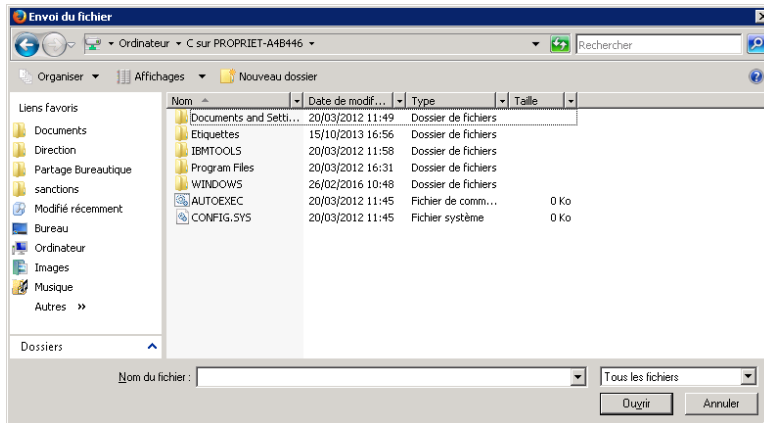 Envoi du fichier
Ordinateur C sur PROPRIET-A4B446 Rechercher
Organiser Affichages Nouveau dossier
Liens favoris
Documents
Direction
Partage Bureautique
sanctions
Modifié récemment
Bureau
Ordinateur
Images
Musique
Autres >>
Dossiers
Nom Date de modif... Type Taille
Documents and Setti... 20/03/2012 11:49 Dossier de fichiers
Etiquettes 15/10/2013 16:56 Dossier de fichiers
IBMTOOLS 20/03/2012 11:58 Dossier de fichiers
Program Files 20/03/2012 16:31 Dossier de fichiers
WINDOWS 26/02/2016 10:48 Dossier de fichiers
AUTOEXEC 20/03/2012 11:45 Fichier de comm... 0 Ko
CONFIG.SYS 20/03/2012 11:45 Fichier système 0 Ko
Nom du fichier : Tous les fichiers
Ouvrir Annuler